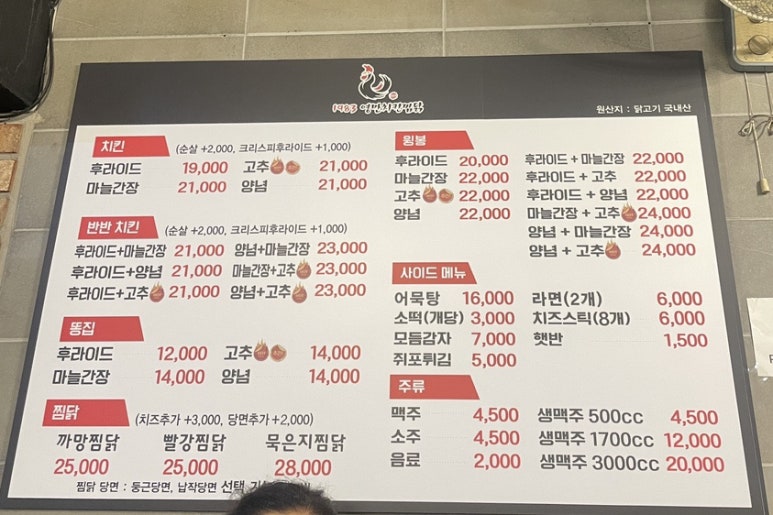 1983 옛런치킨찜닭
원산지 : 닭고기 국내산
치킨 (순살 +2,000, 크리스피후라이드 +1,000)
후라이드 19,000 고추 21,000
마늘간장 21,000 양념 21,000
반반 치킨 (순살 +2,000, 크리스피후라이드 +1,000)
후라이드+마늘간장 21,000 양념+마늘간장 23,000
후라이드+양념 21,000 마늘간장+고추 23,000
후라이드+고추 21,000 양념+고추 23,000
똥집
후라이드 12,000 고추 14,000
마늘간장 14,000 양념 14,000
찜닭 (치즈추가 +3,000, 당면추가 +2,000)
까망찜닭 빨강찜닭 묵은지찜닭
25,000 25,000 28,000
찜닭 당면 : 둥근당면, 납작당면 선택
윙봉
후라이드 20,000 후라이드 + 마늘간장 22,000
마늘간장 22,000 후라이드 + 고추 22,000
고추 22,000 후라이드 + 양념 22,000
양념 22,000 마늘간장 + 고추 24,000
양념 + 마늘간장 24,000
양념 + 고추 24,000
사이드 메뉴
어묵탕 16,000 라면(2개) 6,000
소떡(개당) 3,000 치즈스틱(8개) 6,000
모듬감자 7,000 햇반 1,500
쥐포튀김 5,000
주류
맥주 4,500 생맥주 500cc 4,500
소주 4,500 생맥주 1700cc 12,000
음료 2,000 생맥주 3000cc 20,000